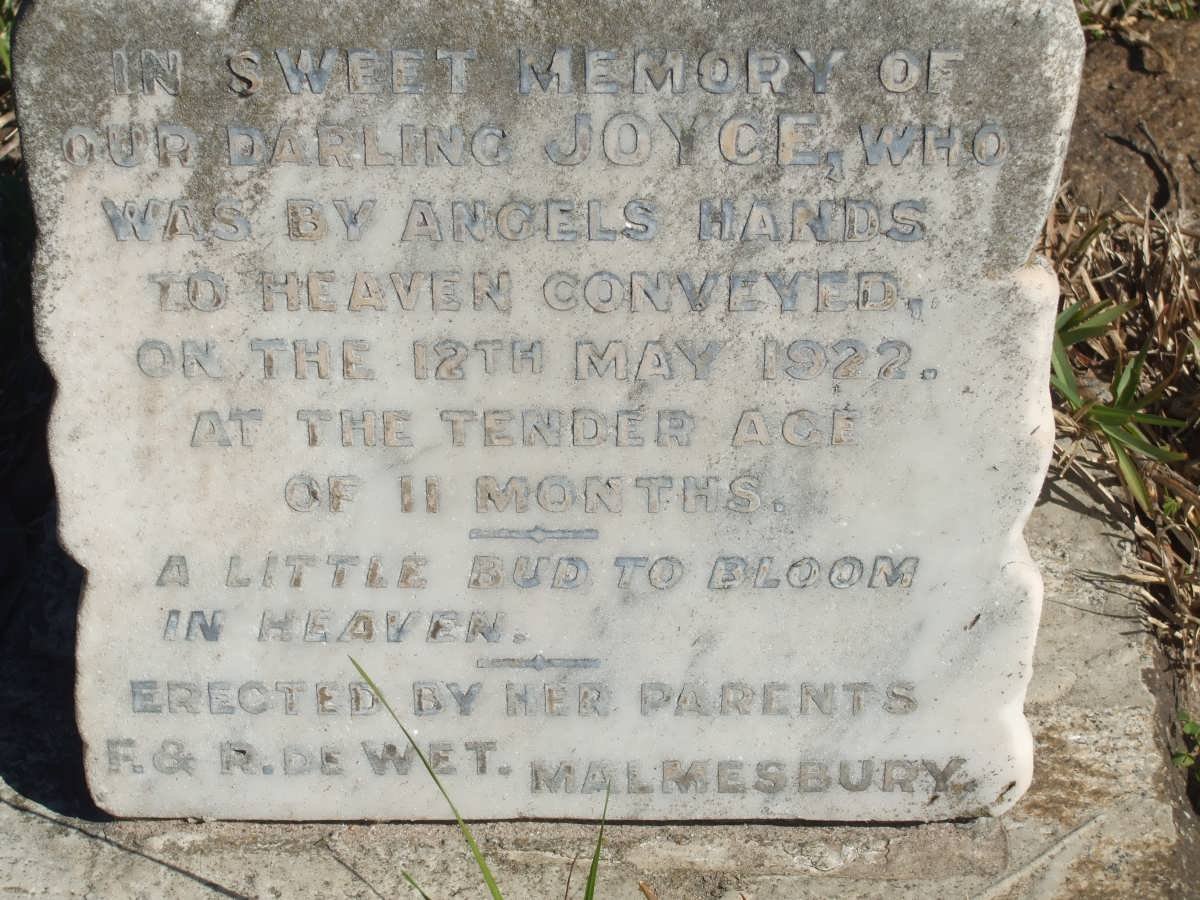 IN SWEET MEMORY OF
OUR DARLING JOYCE, WHO
WAS BY ANGELS HANDS
TO HEAVEN CONVEYED,
ON THE 12TH MAY 1922.
AT THE TENDER AGE
OF 11 MONTHS.
A LITTLE BUD TO BLOOM
IN HEAVEN.
ERECTED BY HER PARENTS
F. & R. DE WET. MALMESBURY.